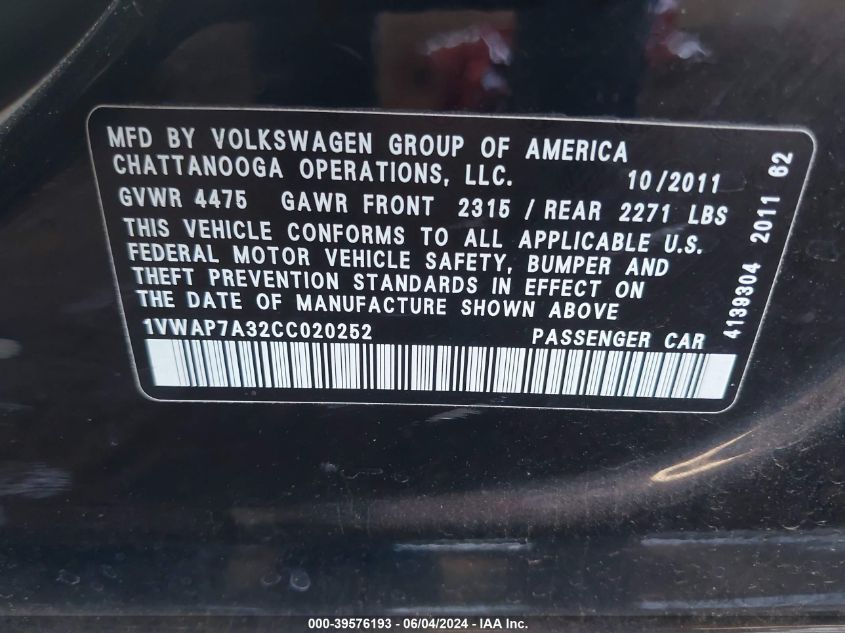 MFD BY VOLKSWAGEN GROUP OF AMERICA
CHATTANOOGA OPERATIONS, LLC. 10/2011
GVWR 4475 GAWR FRONT 2315 / REAR 2271 LBS
THIS VEHICLE CONFORMS TO ALL APPLICABLE U.S.
FEDERAL MOTOR VEHICLE SAFETY, BUMPER AND
THEFT PREVENTION STANDARDS IN EFFECT ON
THE DATE OF MANUFACTURE SHOWN ABOVE
1VWAP7A32CC020252 PASSENGER CAR
4139304 2011 62
000-39576193 - 06/04/2024 - IAA Inc.